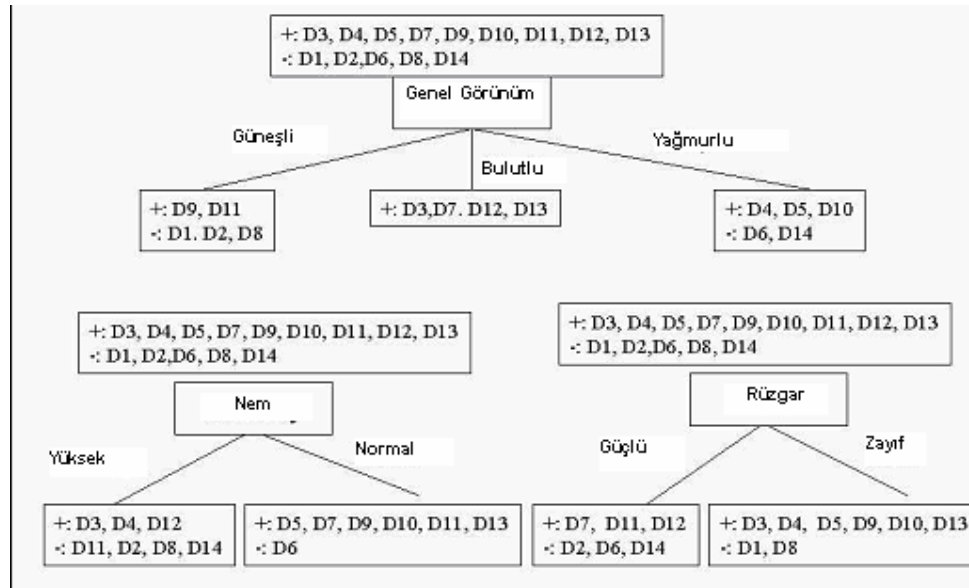 +: D3, D4, D5, D7, D9, D10, D11, D12, D13
-: D1, D2,D6, D8, D14
Genel Görünüm
Güneşli
Bulutlu
Yağmurlu
+: D9, D11
-: D1. D2, D8
+: D3,D7. D12, D13
+: D4, D5, D10
-: D6, D14
+: D3, D4, D5, D7, D9, D10, D11, D12, D13
-: D1, D2,D6, D8, D14
Nem
Yüksek
Normal
+: D3, D4, D12
-: D11, D2, D8, D14
+: D5, D7, D9, D10, D11, D13
-: D6
+: D3, D4, D5, D7, D9, D10, D11, D12, D13
-: D1, D2,D6, D8, D14
Rüzgar
Güçlü
Zayıf
+: D7, D11, D12
-: D2, D6, D14
+: D3, D4, D5, D9, D10, D13
-: D1, D8